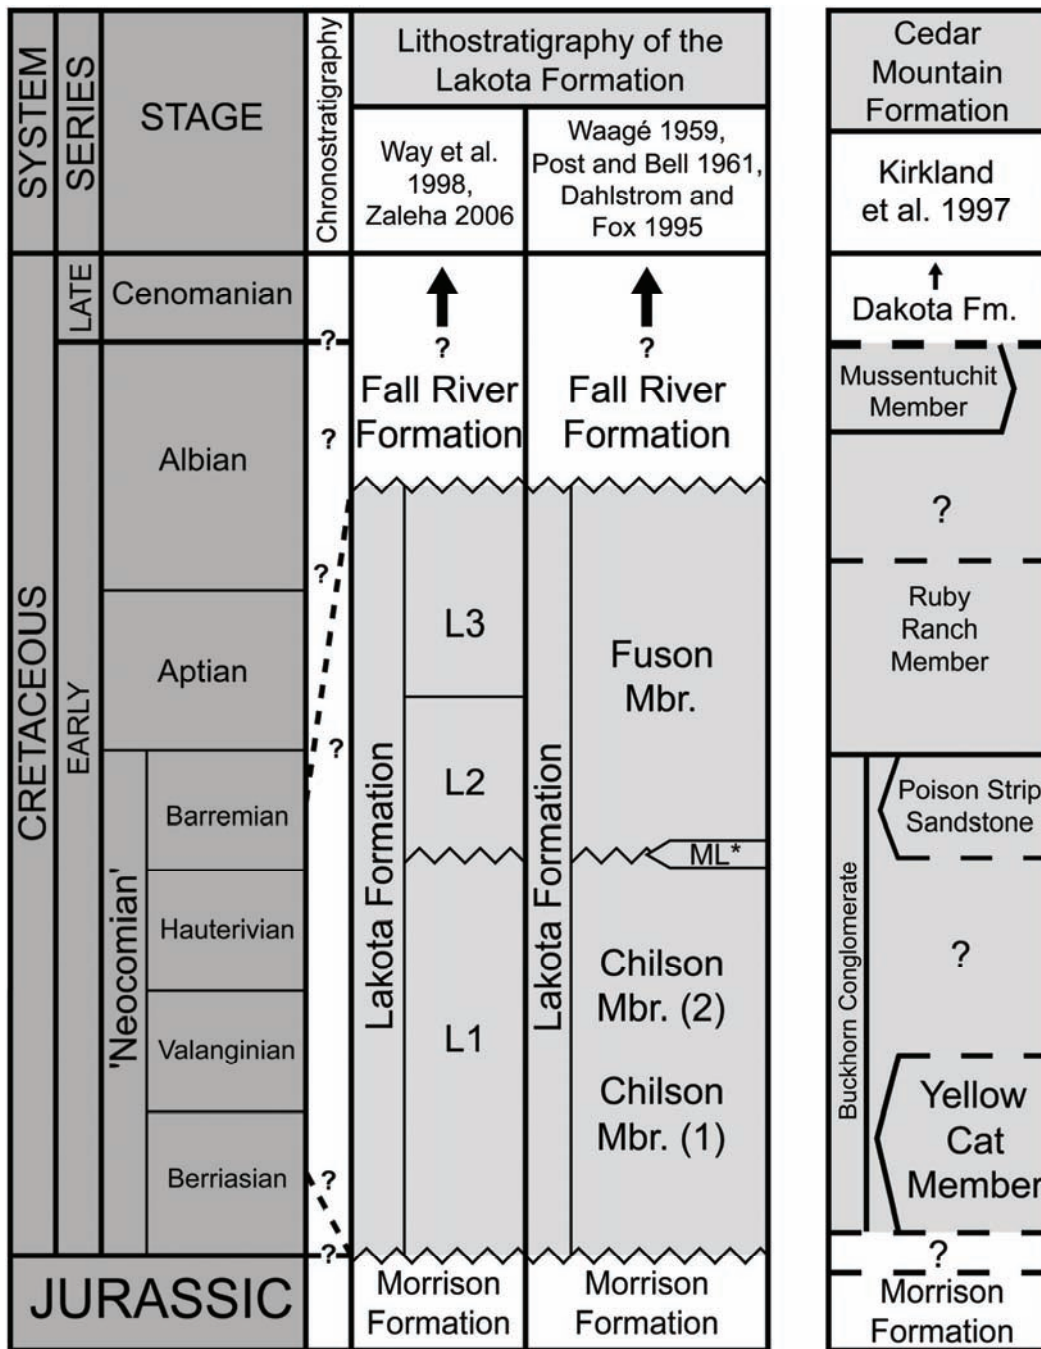 SYSTEM
SERIES
STAGE
Chronostratigraphy
Lithostratigraphy of the
Lakota Formation
Way et al.
1998,
Zaleha 2006
Waagé 1959,
Post and Bell 1961,
Dahlstrom and
Fox 1995
Cedar
Mountain
Formation
Kirkland
et al. 1997
CRETACEOUS
LATE
EARLY
Cenomanian
Albian
Aptian
'Neocomian'
Barremian
Hauterivian
Valanginian
Berriasian
JURASSIC
?
?
?
?
?
?
?
Fall River
Formation
Lakota Formation
L3
L2
L1
Morrison
Formation
?
Fall River
Formation
Lakota Formation
Fuson
Mbr.
ML*
Chilson
Mbr. (2)
Chilson
Mbr. (1)
Morrison
Formation
Dakota Fm.
Mussentuchit
Member
?
Ruby
Ranch
Member
Buckhorn Conglomerate
Poison Strip
Sandstone
?
Yellow
Cat
Member
?
Morrison
Formation